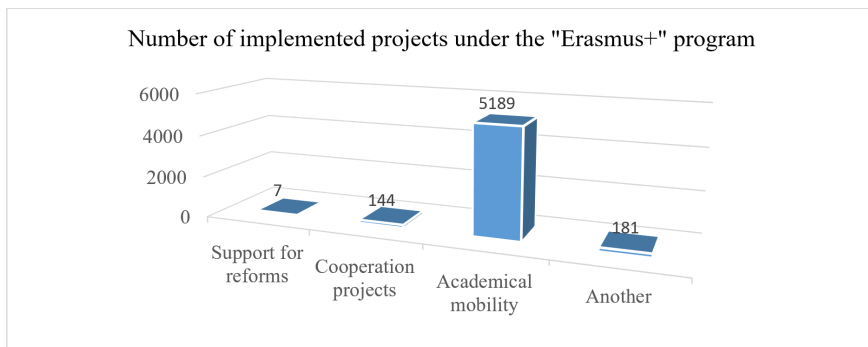 Number of implemented projects under the "Erasmus+" program
6000
4000
2000
0
7
144
5189
181
Support for
reforms
Cooperation
projects
Academical
mobility
Another